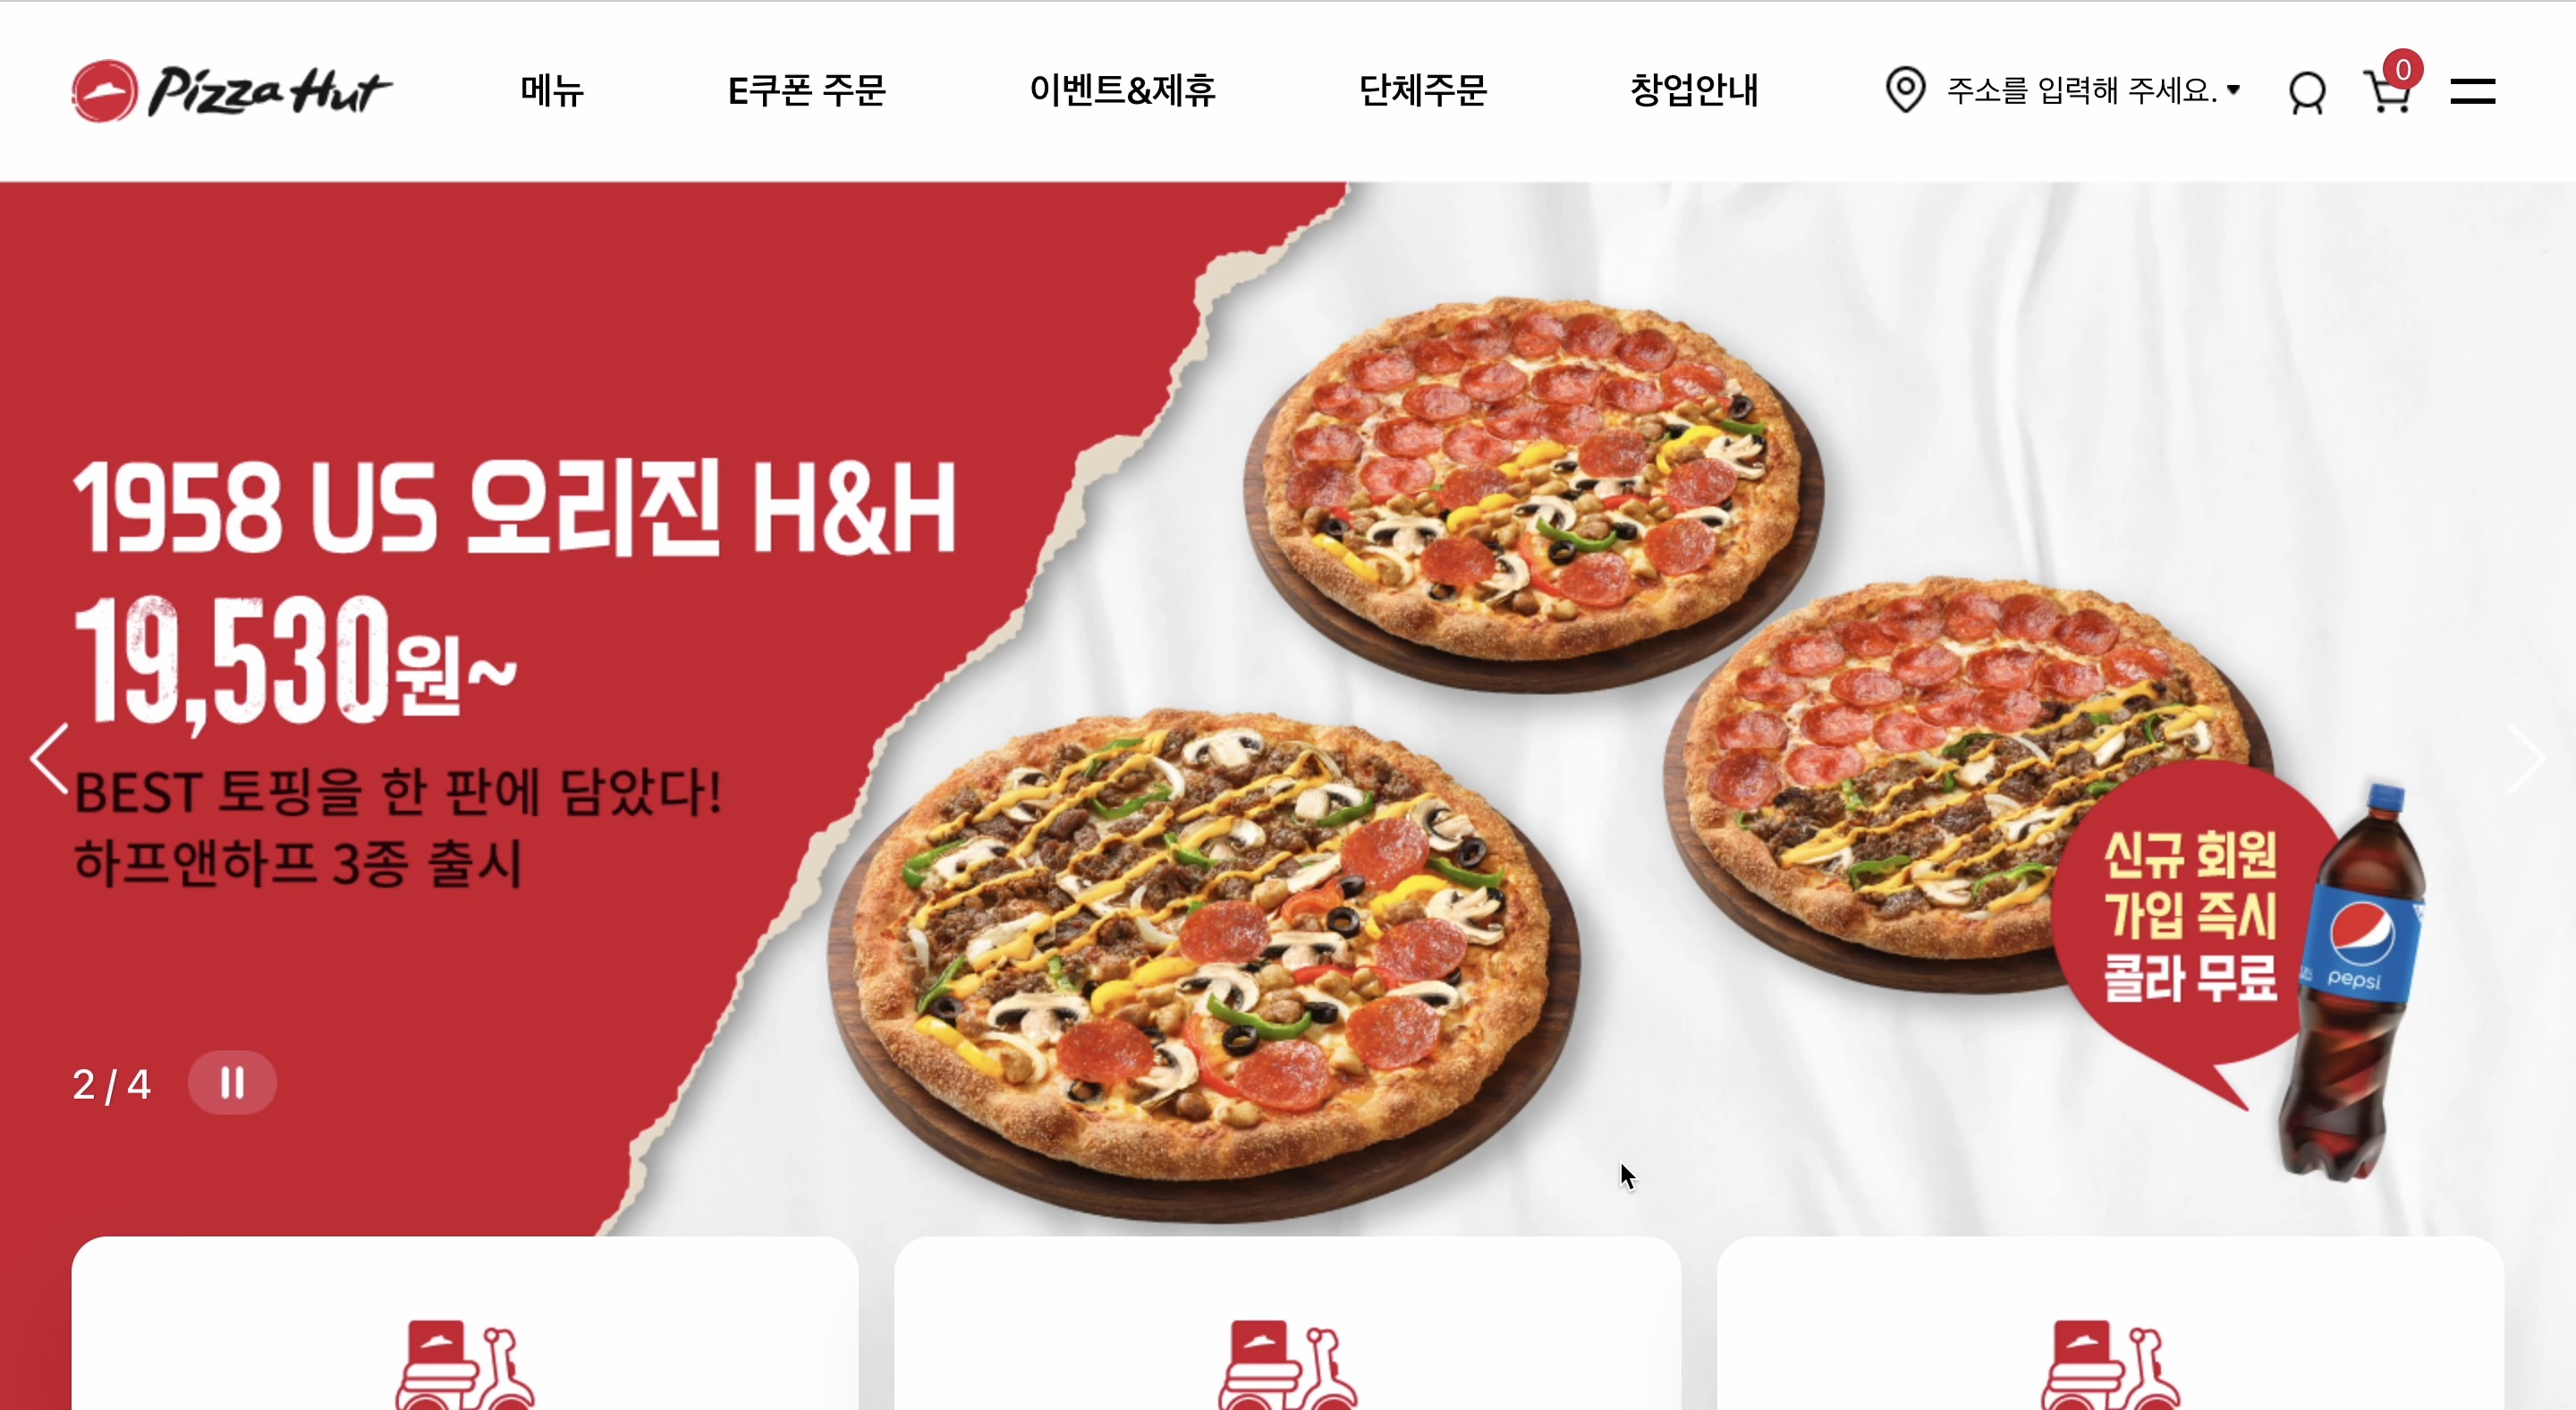 Pizza Hut
메뉴
E쿠폰 주문
이벤트&제휴
단체주문
창업안내
주소를 입력해 주세요.
0
1958 US 오리진 H&H
19,530원~
BEST 토핑을 한 판에 담았다!
하프앤하프 3종 출시
신규 회원
가입 즉시
콜라 무료
pepsi
2 / 4